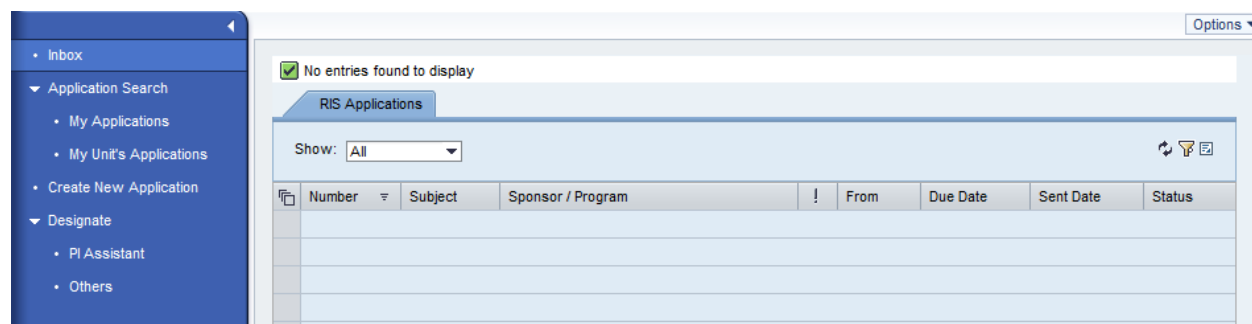 Options
Inbox
Application Search
My Applications
My Unit's Applications
Create New Application
Designate
PI Assistant
Others
No entries found to display
RIS Applications
Show: All
Number Subject Sponsor / Program ! From Due Date Sent Date Status